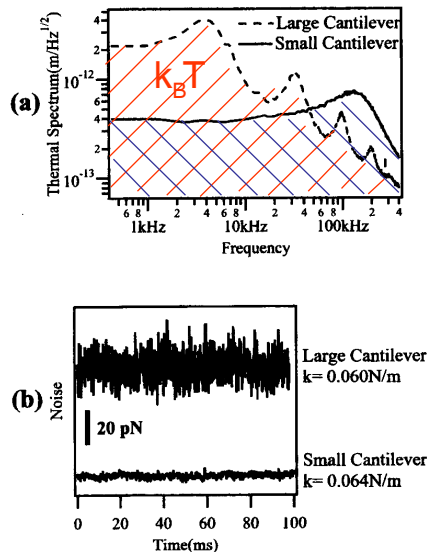 (a)
Thermal Spectrum(m/Hz^1/2)
4
2
10^-12
8
6
4
2
10^-13
Large Cantilever
Small Cantilever
k_BT
6 8 2 4 6 8 2 4 6 8 2 4
1kHz 10kHz 100kHz
Frequency
(b)
Noise
20 pN
Large Cantilever
k= 0.060N/m
Small Cantilever
k= 0.064N/m
0 20 40 60 80 100
Time(ms)